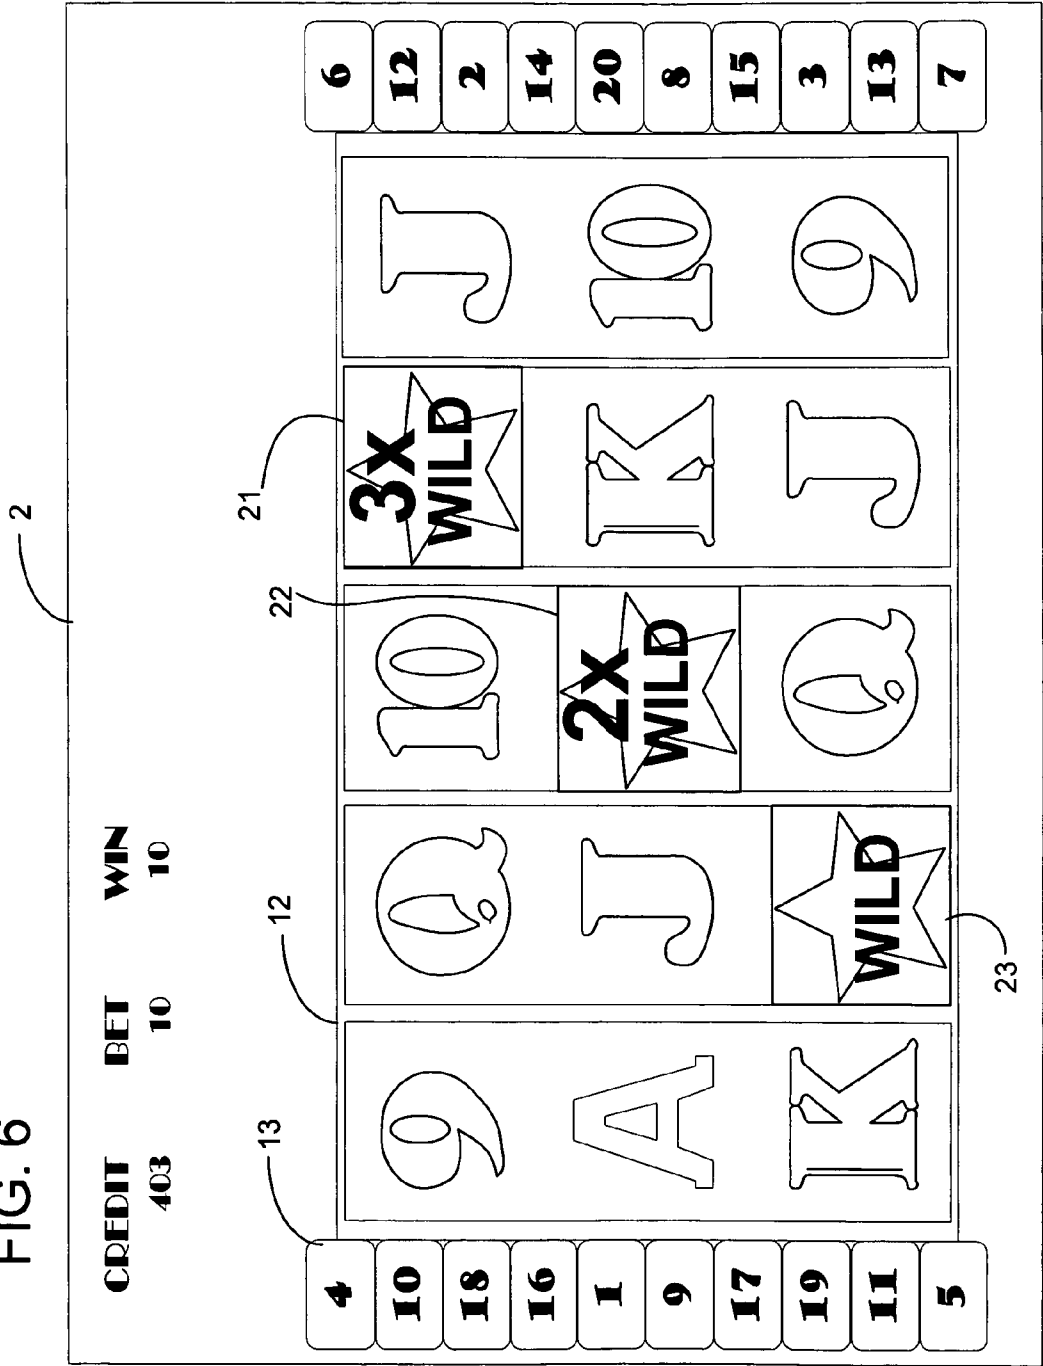 FIG. 6
2
CREDIT BET WIN
403 10 10
13 12 22 21
4 9 Q 10 3X WILD J 6
10 12
18 2
16 14
1 A J 2X WILD K 10 20
9 8
17 15
19 K WILD Q J 9 3
11 13
5 7
23